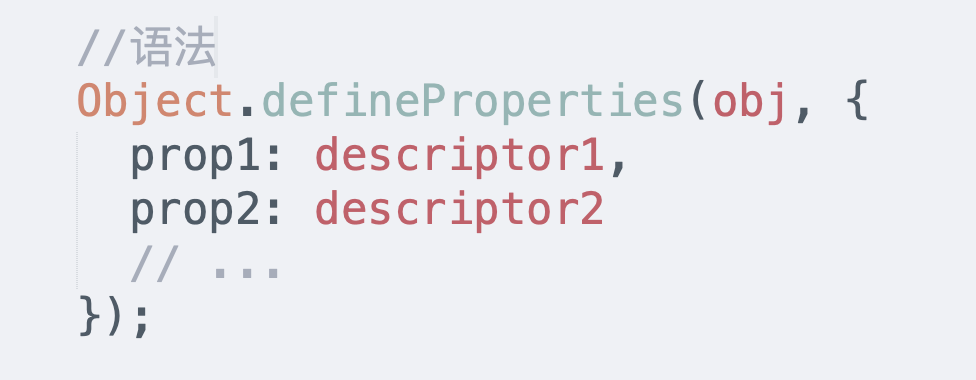 //语法
Object.defineProperties(obj, {
  prop1: descriptor1,
  prop2: descriptor2
  // ...
});